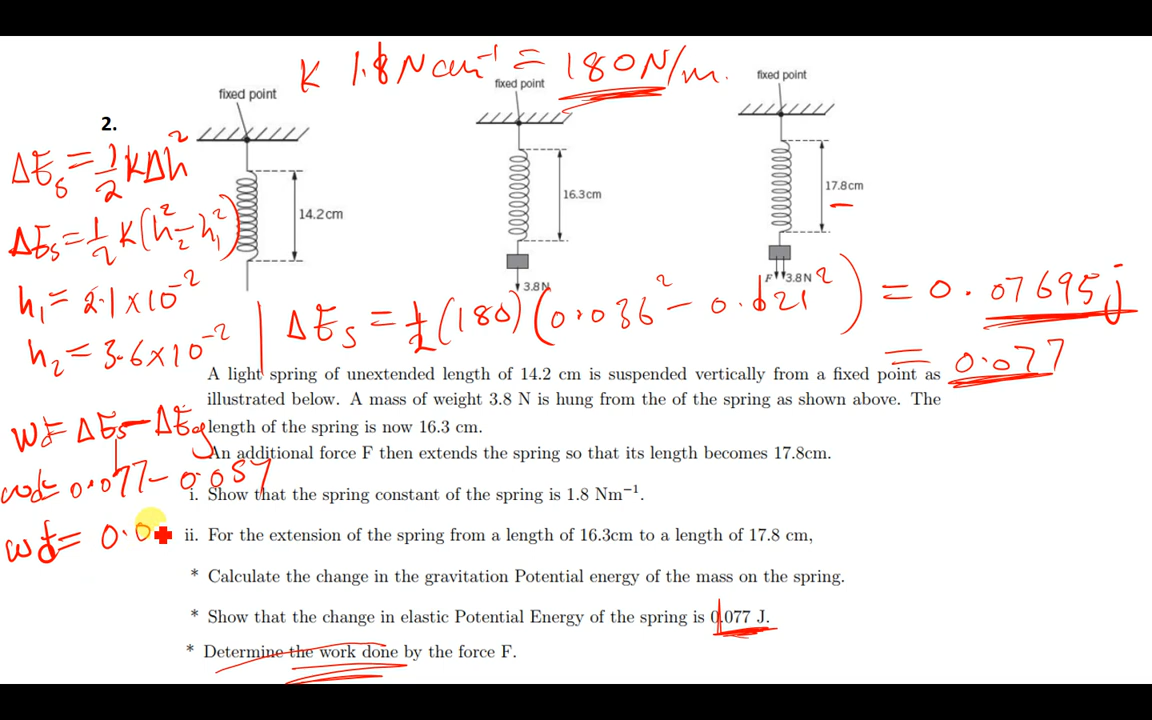 K 1.8 N cm⁻¹ = 180 N/m.
fixed point
fixed point
fixed point
2.
ΔEs = 1/2 KΔh²
14.2cm
16.3cm
17.8cm
ΔEs = 1/2 K(h₂² - h₁²)
3.8N
F 3.8N
h₁ = 2.1 x 10⁻²
h₂ = 3.6 x 10⁻²
ΔEs = 1/2 (180) (0.036² - 0.021²) = 0.07695 j
= 0.077
A light spring of unextended length of 14.2 cm is suspended vertically from a fixed point as
illustrated below. A mass of weight 3.8 N is hung from the of the spring as shown above. The
length of the spring is now 16.3 cm.
An additional force F then extends the spring so that its length becomes 17.8cm.
wd = ΔEs - ΔEg
wd = 0.077 - 0.057
wd = 0.0
i. Show that the spring constant of the spring is 1.8 Nm⁻¹.
ii. For the extension of the spring from a length of 16.3cm to a length of 17.8 cm,
* Calculate the change in the gravitation Potential energy of the mass on the spring.
* Show that the change in elastic Potential Energy of the spring is 0.077 J.
* Determine the work done by the force F.